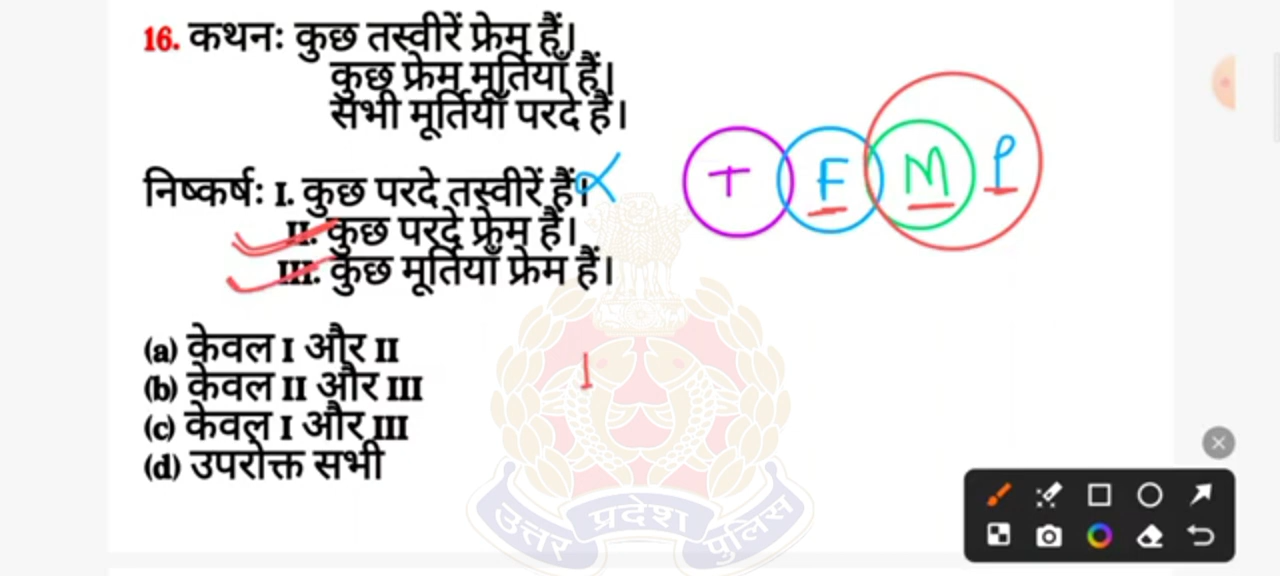 16. कथन: कुछ तस्वीरें फ्रेम हैं।
कुछ फ्रेम मूर्तियाँ हैं।
सभी मूर्तियाँ परदे हैं।
T F M P
निष्कर्ष: I. कुछ परदे तस्वीरें हैं।
II. कुछ परदे फ्रेम हैं।
III. कुछ मूर्तियाँ फ्रेम हैं।
(a) केवल I और II
(b) केवल II और III
(c) केवल I और III
(d) उपरोक्त सभी
उत्तर प्रदेश पुलिस